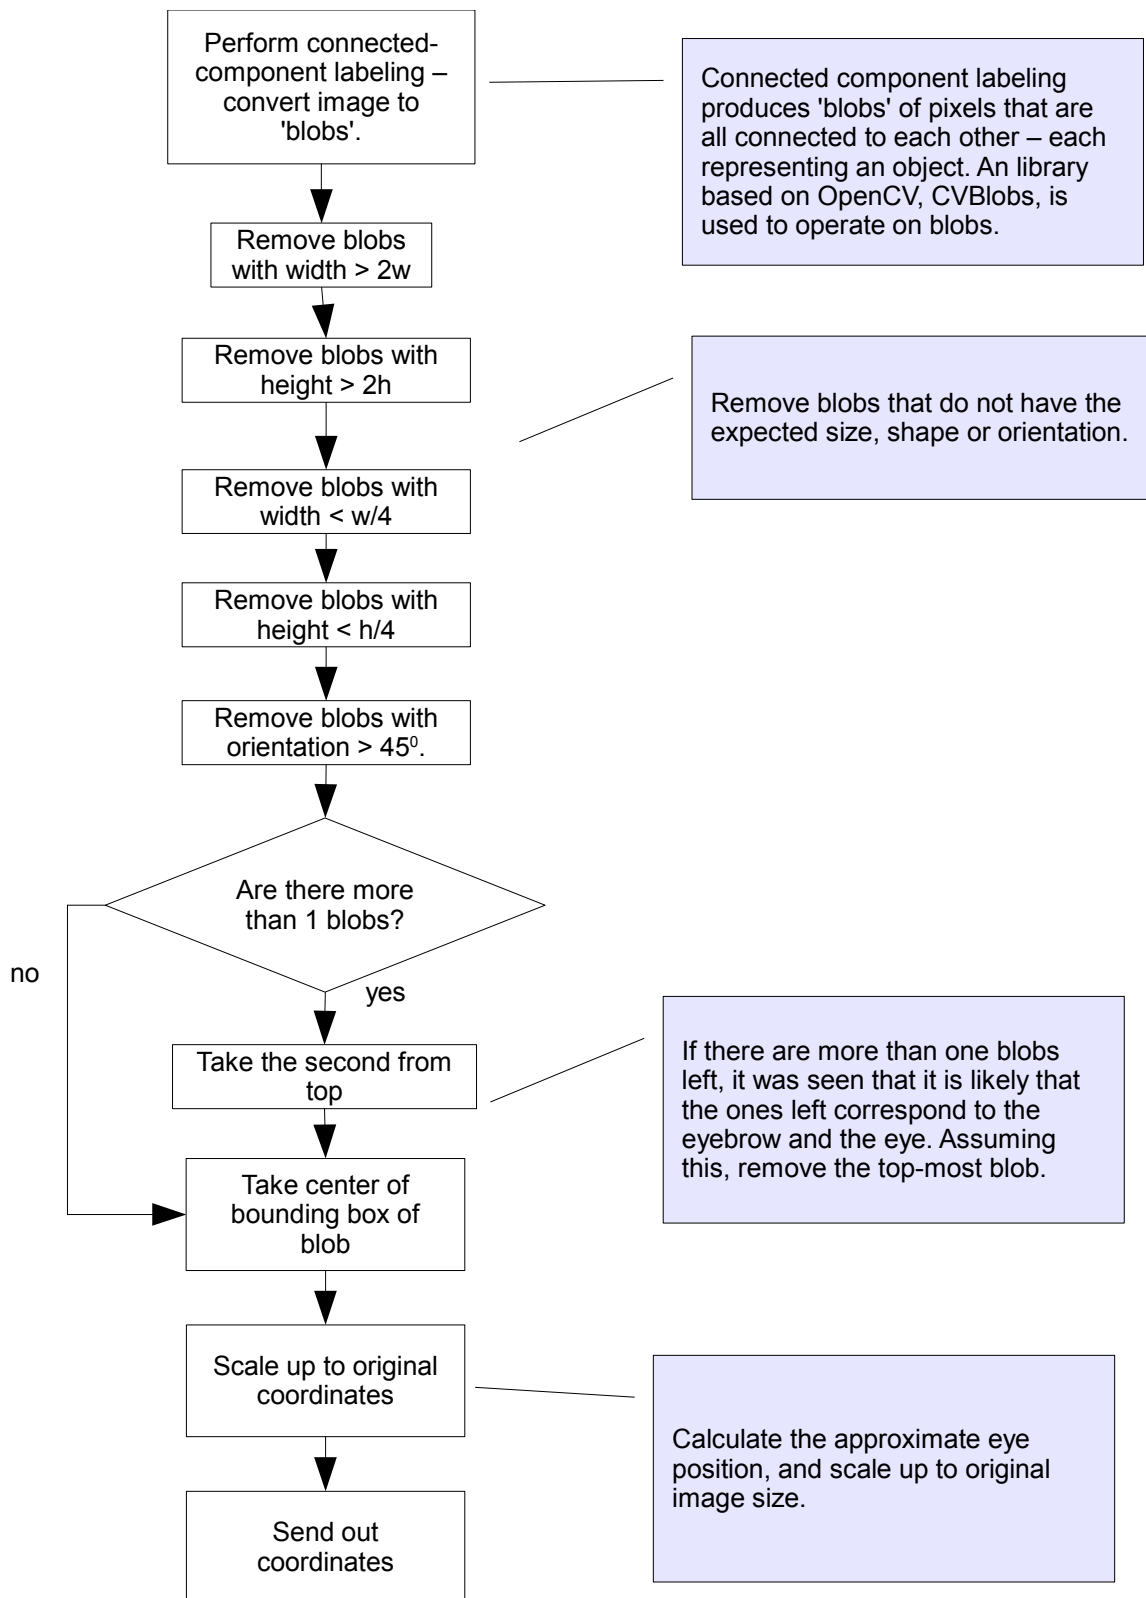 Perform connected-
component labeling –
convert image to
'blobs'.
Connected component labeling
produces 'blobs' of pixels that are
all connected to each other – each
representing an object. An library
based on OpenCV, CVBlobs, is
used to operate on blobs.
Remove blobs
with width > 2w
Remove blobs with
height > 2h
Remove blobs that do not have the
expected size, shape or orientation.
Remove blobs with
width < w/4
Remove blobs with
height < h/4
Remove blobs with
orientation > 45⁰.
Are there more
than 1 blobs?
no
yes
Take the second from
top
If there are more than one blobs
left, it was seen that it is likely that
the ones left correspond to the
eyebrow and the eye. Assuming
this, remove the top-most blob.
Take center of
bounding box of
blob
Scale up to original
coordinates
Calculate the approximate eye
position, and scale up to original
image size.
Send out
coordinates